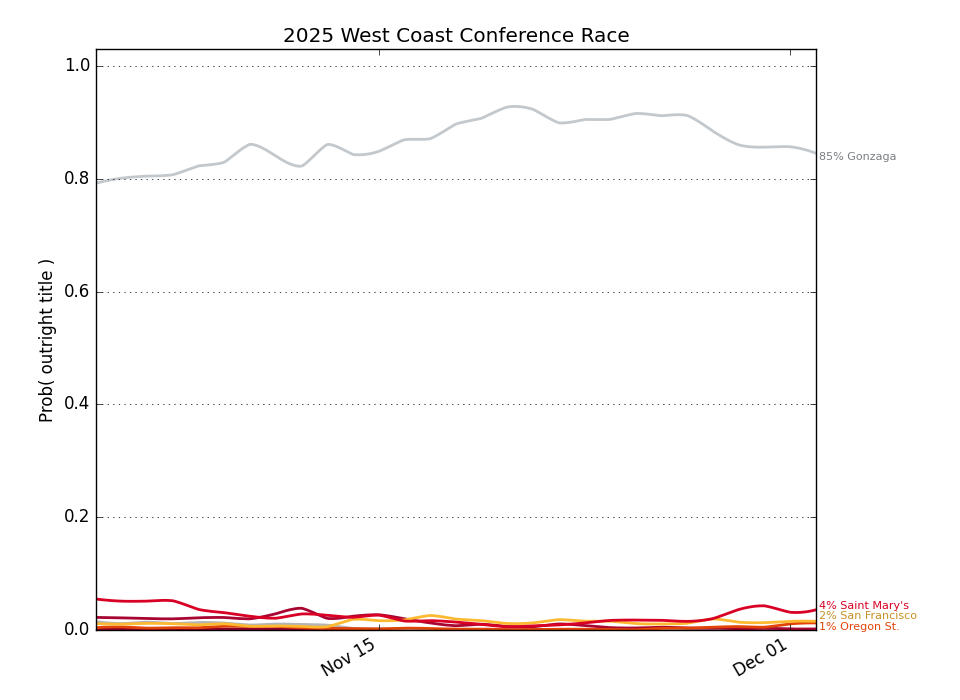 2025 West Coast Conference Race
Prob( outright title )
1.0
0.8
0.6
0.4
0.2
0.0
Nov 15
Dec 01
85% Gonzaga
4% Saint Mary's
2% San Francisco
1% Oregon St.